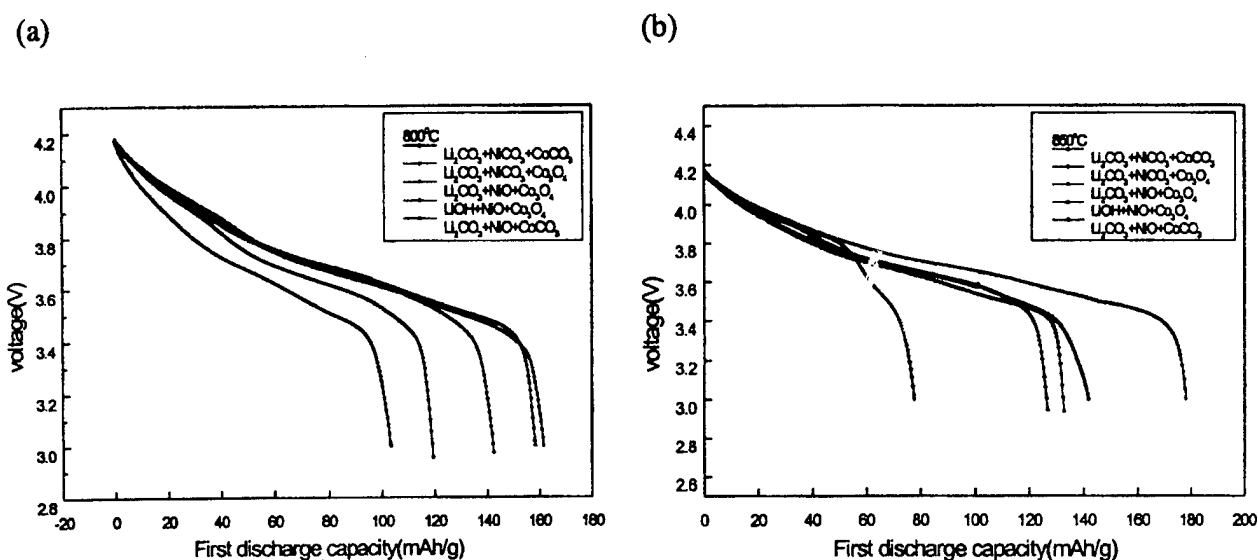 (a)
4.2
4.0
3.8
3.6
3.4
3.2
3.0
2.8
voltage(V)
800°C
Li₂CO₃+NiCO₃+CoCO₃
Li₂CO₃+NiCO₃+Co₃O₄
Li₂CO₃+NiO+Co₃O₄
LiOH+NiO+Co₃O₄
Li₂CO₃+NiO+CoCO₃
-20 0 20 40 60 80 100 120 140 160 180
First discharge capacity(mAh/g)
(b)
4.4
4.2
4.0
3.8
3.6
3.4
3.2
3.0
2.8
2.6
voltage(V)
850°C
Li₂CO₃+NiCO₃+CoCO₃
Li₂CO₃+NiCO₃+Co₃O₄
Li₂CO₃+NiO+Co₃O₄
LiOH+NiO+Co₃O₄
Li₂CO₃+NiO+CoCO₃
0 20 40 60 80 100 120 140 160 180 200
First discharge capacity(mAh/g)